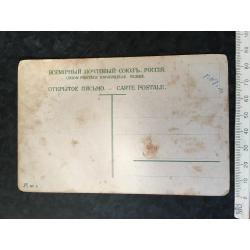 ВСЕМІРНЫЙ ПОЧТОВЫЙ СОЮЗЪ. РОССІЯ.
UNION POSTALE UNIVERSELLE. RUSSIE.
ОТКРЫТОЕ ПИСЬМО. — CARTE POSTALE.